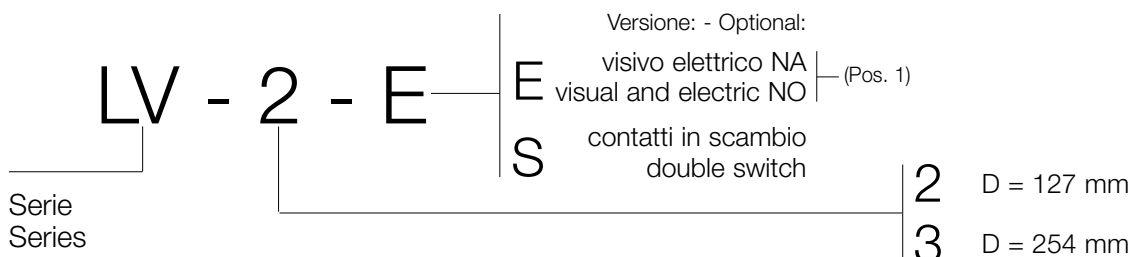 Versione: - Optional:
LV - 2 - E
E
visivo elettrico NA
visual and electric NO
(Pos. 1)
S
contatti in scambio
double switch
Serie
Series
2 D = 127 mm
3 D = 254 mm